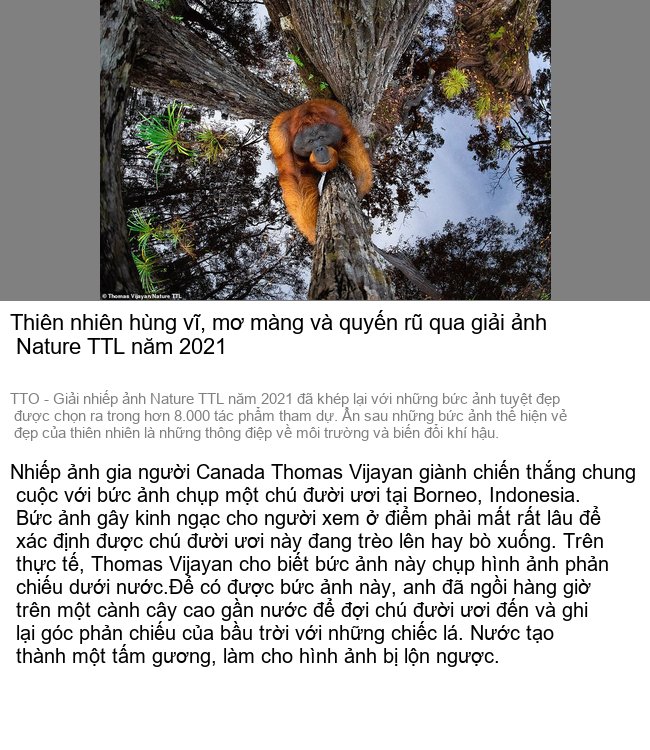 © Thomas Vijayan/Nature TTL
Thiên nhiên hùng vĩ, mơ màng và quyến rũ qua giải ảnh
Nature TTL năm 2021
TTO - Giải nhiếp ảnh Nature TTL năm 2021 đã khép lại với những bức ảnh tuyệt đẹp
được chọn ra trong hơn 8.000 tác phẩm tham dự. Ẩn sau những bức ảnh thể hiện vẻ
đẹp của thiên nhiên là những thông điệp về môi trường và biến đổi khí hậu.
Nhiếp ảnh gia người Canada Thomas Vijayan giành chiến thắng chung
cuộc với bức ảnh chụp một chú đười ươi tại Borneo, Indonesia.
Bức ảnh gây kinh ngạc cho người xem ở điểm phải mất rất lâu để
xác định được chú đười ươi này đang trèo lên hay bò xuống. Trên
thực tế, Thomas Vijayan cho biết bức ảnh này chụp hình ảnh phản
chiếu dưới nước.Để có được bức ảnh này, anh đã ngồi hàng giờ
trên một cành cây cao gần nước để đợi chú đười ươi đến và ghi
lại góc phản chiếu của bầu trời với những chiếc lá. Nước tạo
thành một tấm gương, làm cho hình ảnh bị lộn ngược.